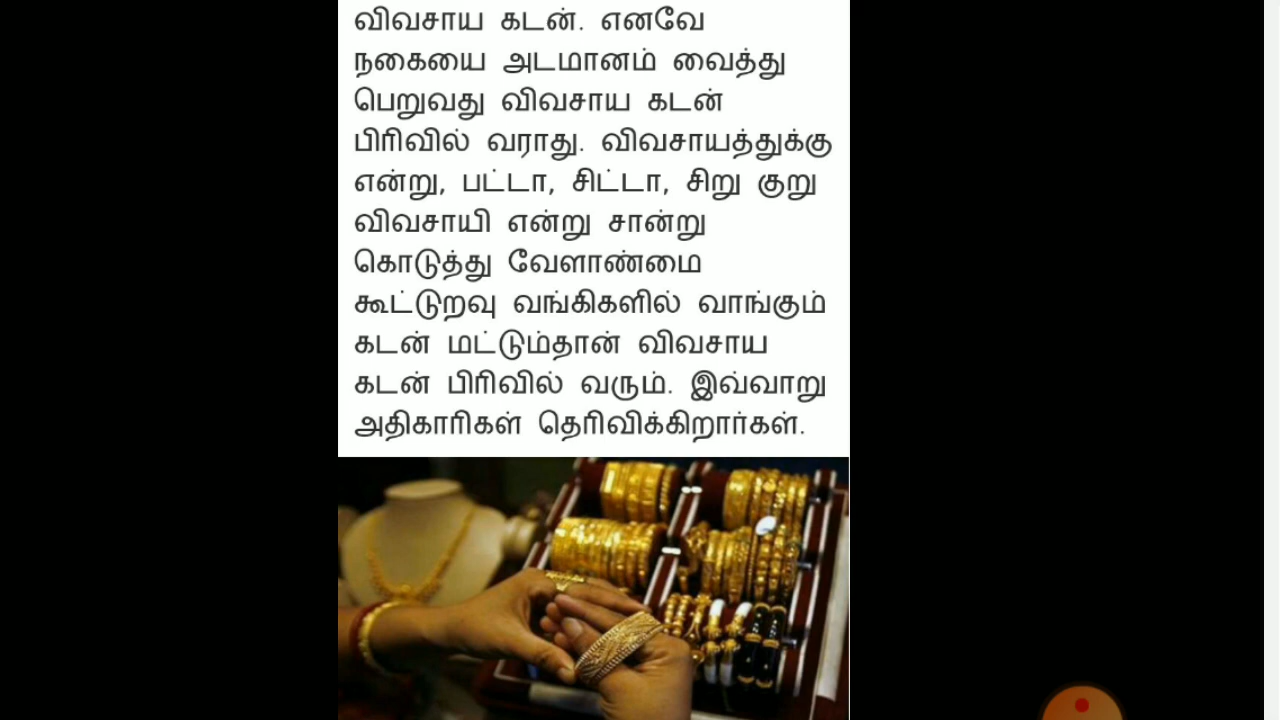 விவசாய கடன். எனவே
நகையை அடமானம் வைத்து
பெறுவது விவசாய கடன்
பிரிவில் வராது. விவசாயத்துக்கு
என்று, பட்டா, சிட்டா, சிறு குறு
விவசாயி என்று சான்று
கொடுத்து வேளாண்மை
கூட்டுறவு வங்கிகளில் வாங்கும்
கடன் மட்டும்தான் விவசாய
கடன் பிரிவில் வரும். இவ்வாறு
அதிகாரிகள் தெரிவிக்கிறார்கள்.